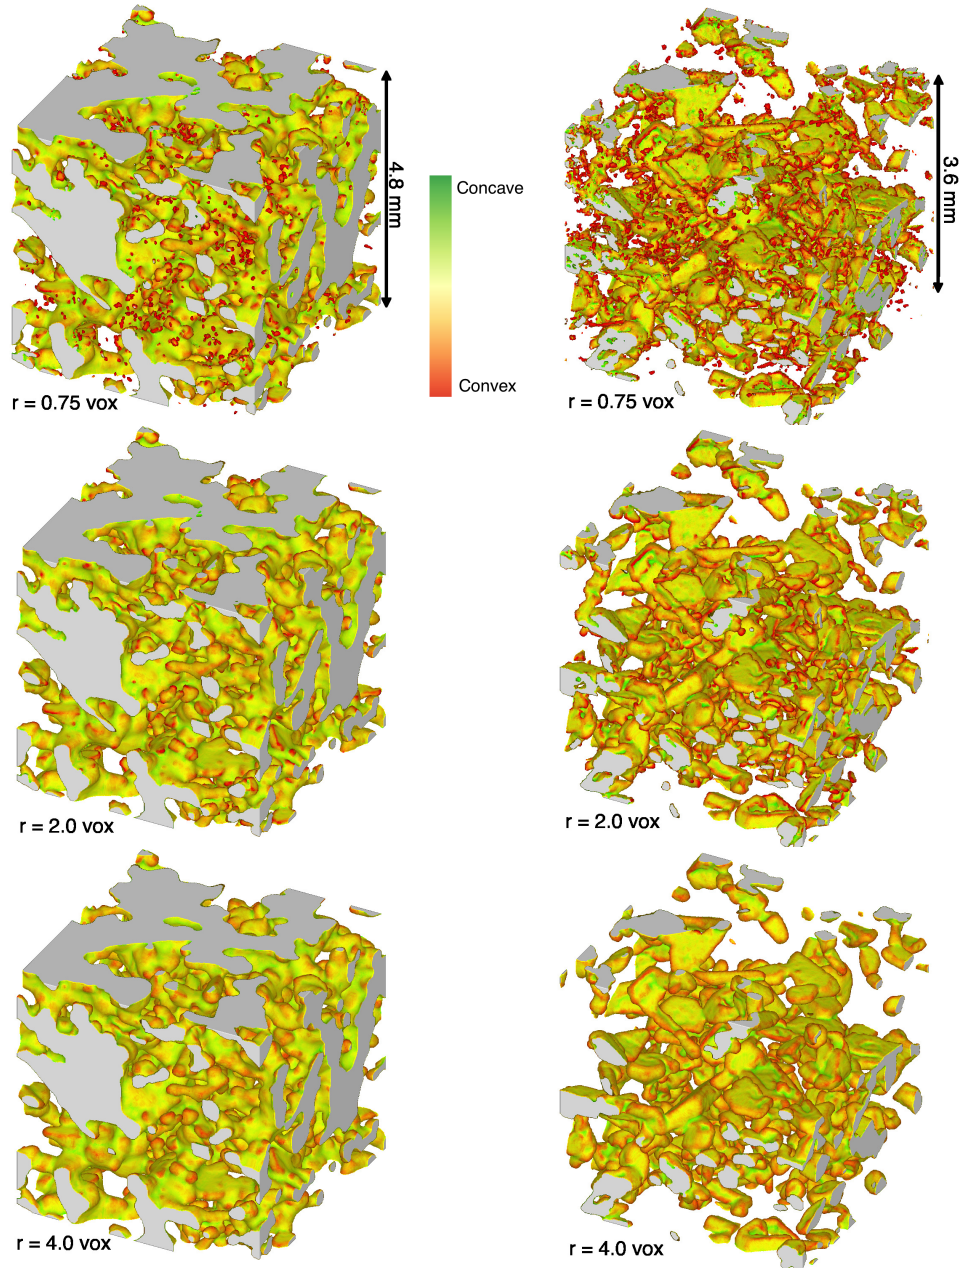 4.8 mm
3.6 mm
Concave
Convex
r = 0.75 vox
r = 0.75 vox
r = 2.0 vox
r = 2.0 vox
r = 4.0 vox
r = 4.0 vox